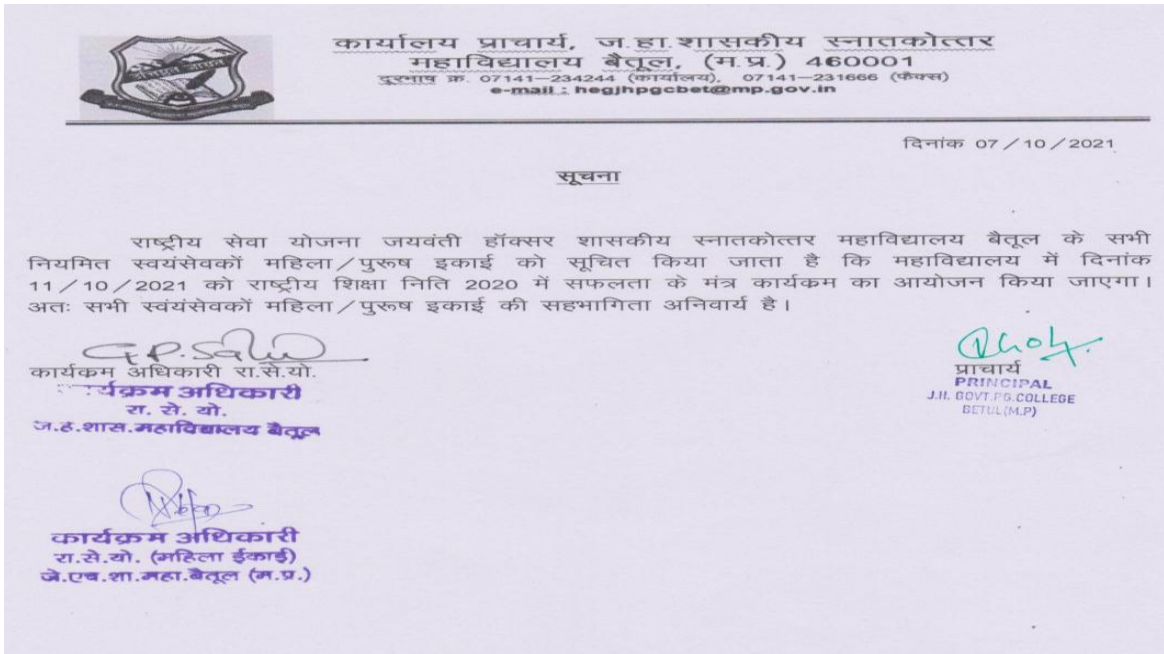 कार्यालय प्राचार्य, ज.हा.शासकीय स्नातकोत्तर
महाविद्यालय बैतूल, (म.प्र.) 460001
दूरभाष क्र. 07141–234244 (कार्यालय), 07141–231666 (फैक्स)
e-mail : hegjhpgcbet@mp.gov.in
दिनांक 07/10/2021
सूचना
राष्ट्रीय सेवा योजना जयवंती हॉक्सर शासकीय स्नातकोत्तर महाविद्यालय बैतूल के सभी
नियमित स्वयंसेवकों महिला/पुरूष इकाई को सूचित किया जाता है कि महाविद्यालय में दिनांक
11/10/2021 को राष्ट्रीय शिक्षा निति 2020 में सफलता के मंत्र कार्यकम का आयोजन किया जाएगा।
अतः सभी स्वंयंसेवकों महिला/पुरूष इकाई की सहभागिता अनिवार्य है।
G.P. Sahu
कार्यकम अधिकारी रा.से.यो.
र्यक्रम अधिकारी
रा. से. यो.
ज.ह.शास.महाविद्यालय बैतूल
प्राचार्य
PRINCIPAL
J.H. GOVT.PG.COLLEGE
BETUL(M.P)
कार्यक्रम अधिकारी
रा.से.यो. (महिला ईकाई)
जे.एच.शा.महा.बैतूल (म.प्र.)